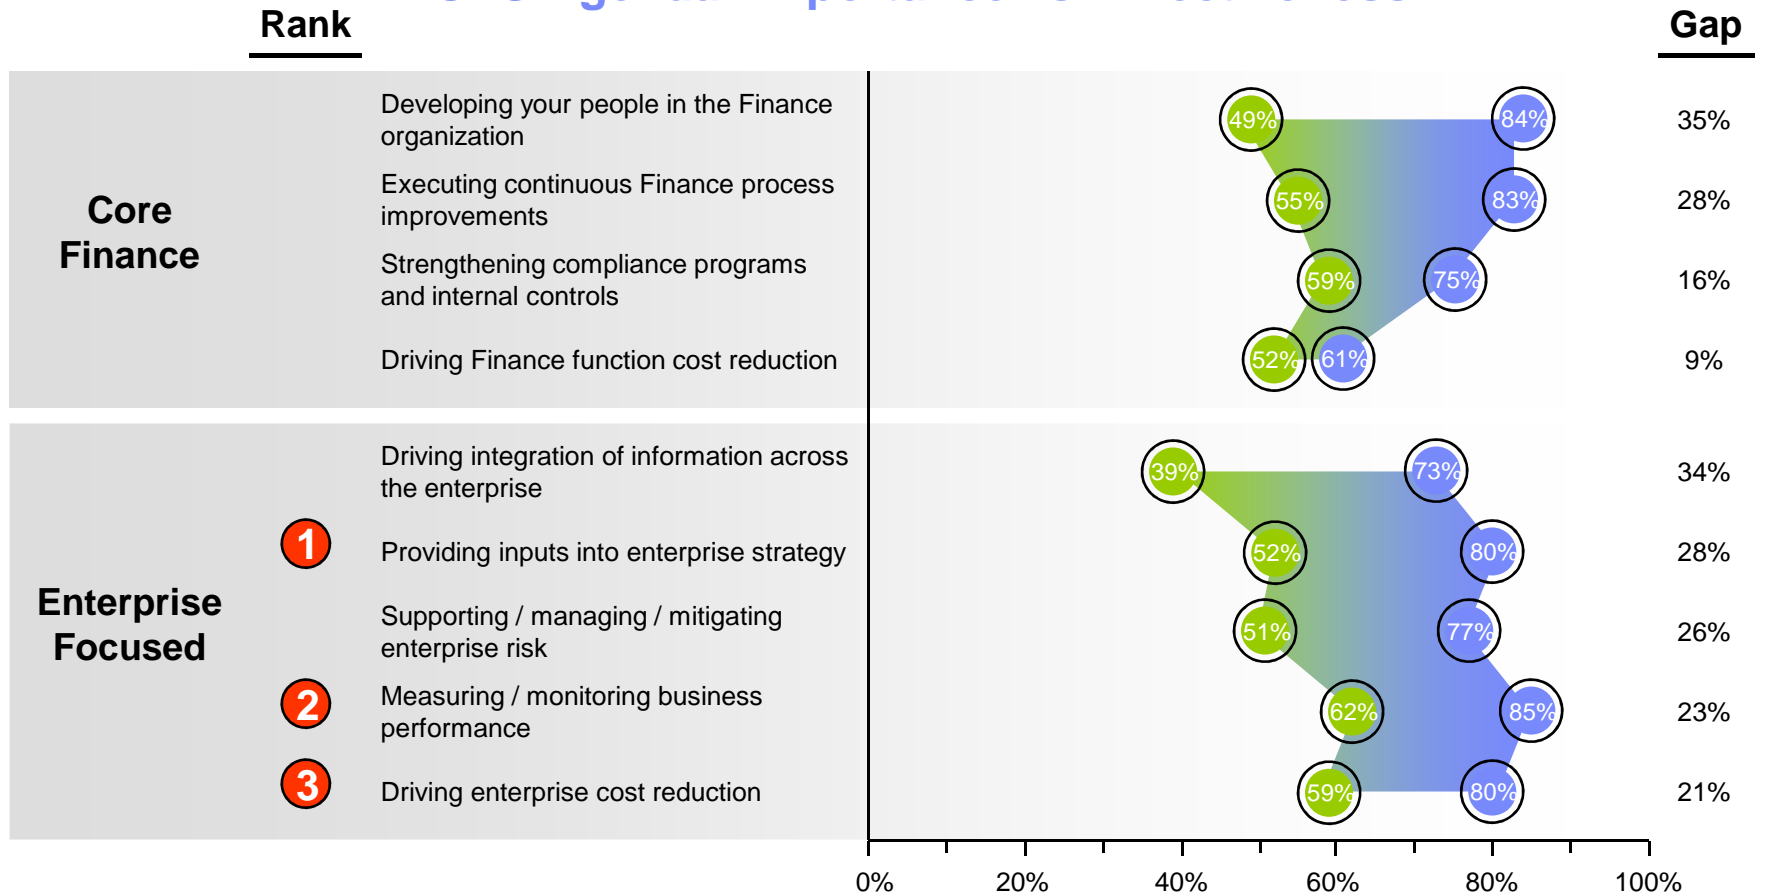 Rank
Gap
Core
Finance
Developing your people in the Finance
organization
49%
84%
35%
Executing continuous Finance process
improvements
55%
83%
28%
Strengthening compliance programs
and internal controls
59%
75%
16%
Driving Finance function cost reduction
52%
61%
9%
Enterprise
Focused
Driving integration of information across
the enterprise
39%
73%
34%
1
Providing inputs into enterprise strategy
52%
80%
28%
Supporting / managing / mitigating
enterprise risk
51%
77%
26%
2
Measuring / monitoring business
performance
62%
85%
23%
3
Driving enterprise cost reduction
59%
80%
21%
0%
20%
40%
60%
80%
100%